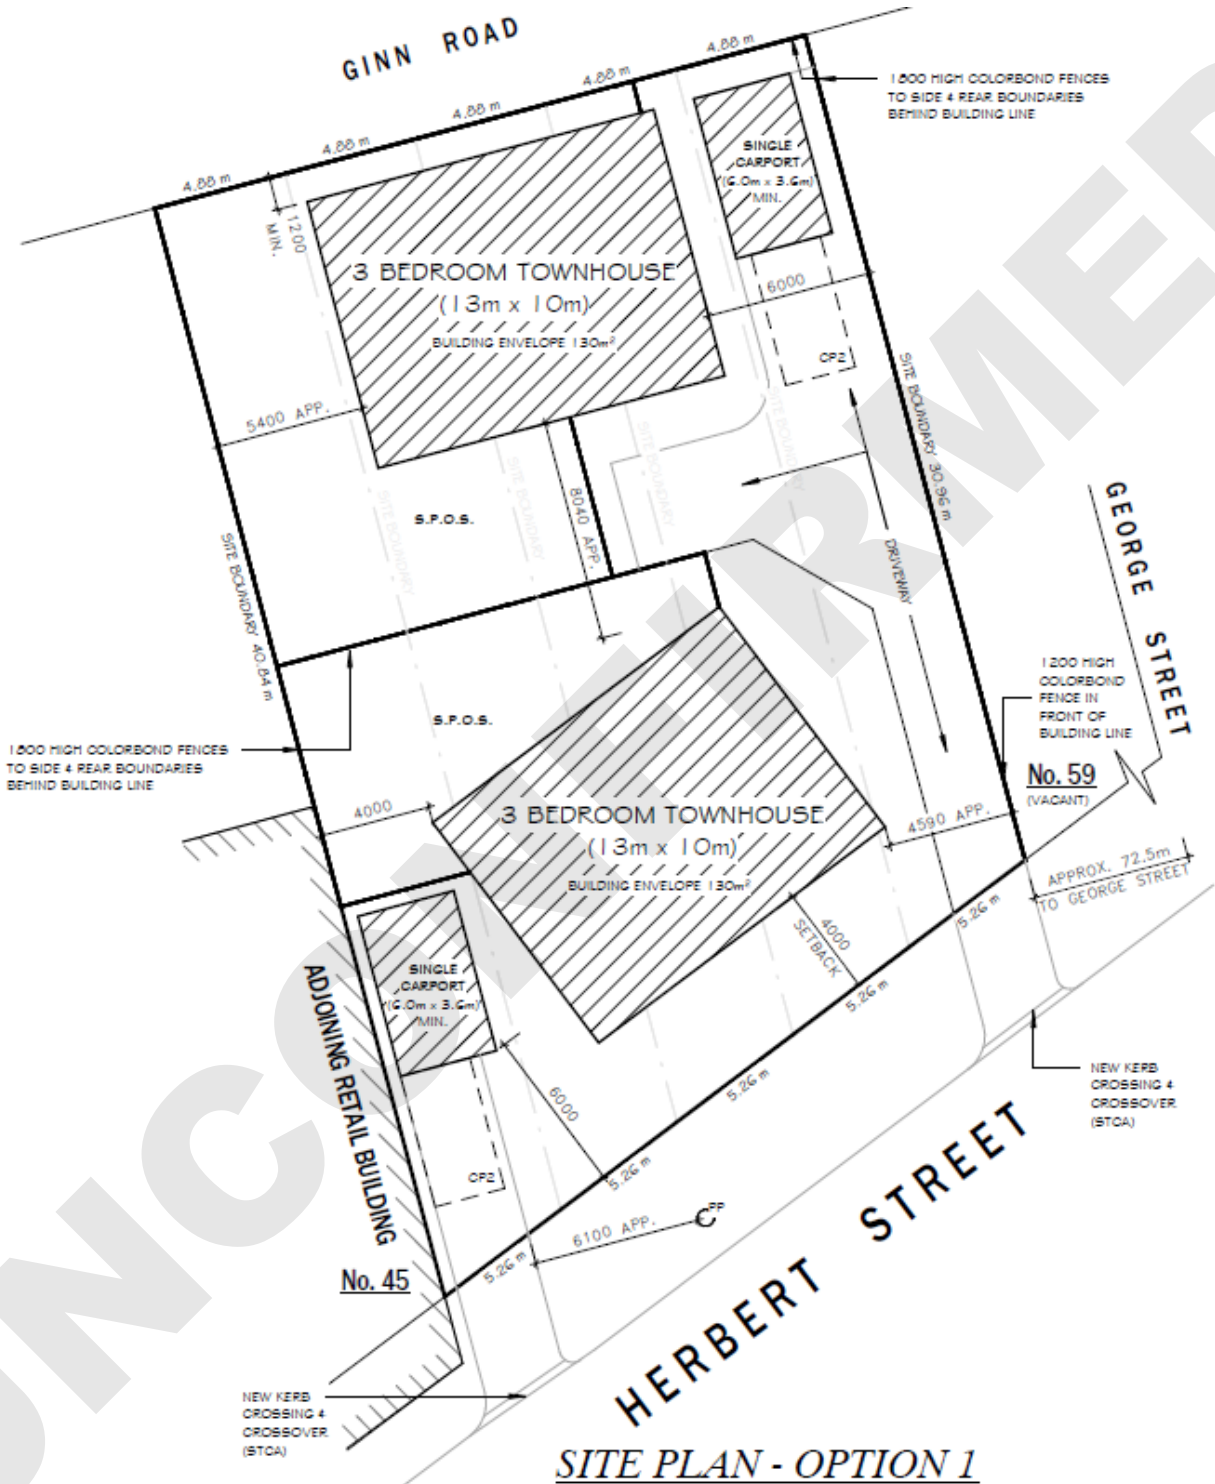 GINN ROAD
4.88 m
4.88 m
4.88 m
4.88 m
4.88 m
1800 HIGH COLORBOND FENCES
TO SIDE & REAR BOUNDARIES
BEHIND BUILDING LINE
SINGLE
CARPORT
(6.0m x 3.6m)
MIN.
1200
MIN.
3 BEDROOM TOWNHOUSE
(13m x 10m)
BUILDING ENVELOPE 130m²
6000
CP2
5400 APP.
SITE BOUNDARY 30.96 m
SITE BOUNDARY
SITE BOUNDARY
SITE BOUNDARY
SITE BOUNDARY
8040 APP.
S.P.O.S.
DRIVEWAY
GEORGE STREET
SITE BOUNDARY 40.84 m
S.P.O.S.
1200 HIGH
COLORBOND
FENCE IN
FRONT OF
BUILDING LINE
1800 HIGH COLORBOND FENCES
TO SIDE & REAR BOUNDARIES
BEHIND BUILDING LINE
No. 59
(VACANT)
4000
3 BEDROOM TOWNHOUSE
(13m x 10m)
BUILDING ENVELOPE 130m²
4590 APP.
APPROX. 72.5m
TO GEORGE STREET
4000
SETBACK
5.26 m
5.26 m
5.26 m
5.26 m
5.26 m
SINGLE
CARPORT
(6.0m x 3.6m)
MIN.
ADJOINING RETAIL BUILDING
No. 45
6000
CP2
6100 APP.
PP
NEW KERB
CROSSING &
CROSSOVER
(STCA)
HERBERT STREET
NEW KERB
CROSSING &
CROSSOVER
(STCA)
SITE PLAN - OPTION 1
UNCONFIRMED